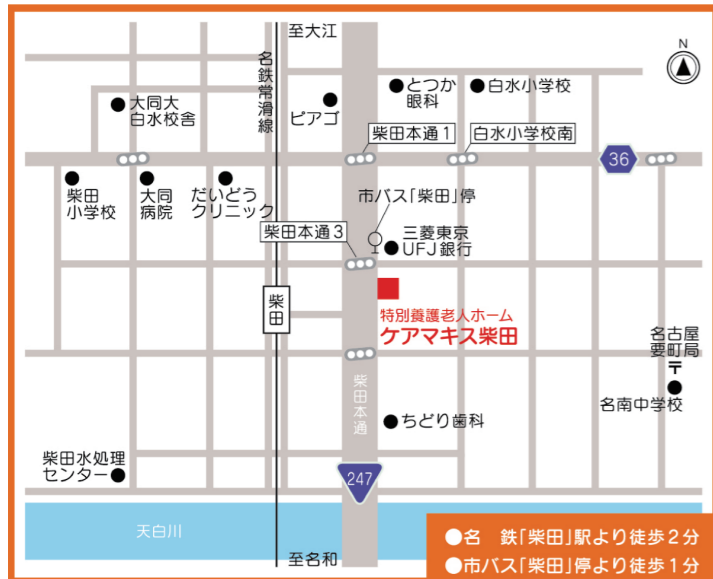 至大江
N
名鉄常滑線
大同大
白水校舎
ピアゴ
とつか
眼科
白水小学校
柴田本通1
白水小学校南
36
柴田
小学校
大同
病院
だいどう
クリニック
市バス「柴田」停
柴田本通3
三菱東京
UFJ銀行
柴田
特別養護老人ホーム
ケアマキス柴田
名古屋
要町局
〒
名南中学校
柴田本通
ちどり歯科
柴田水処理
センター
247
天白川
至名和
●名　鉄「柴田」駅より徒歩2分
●市バス「柴田」停より徒歩1分